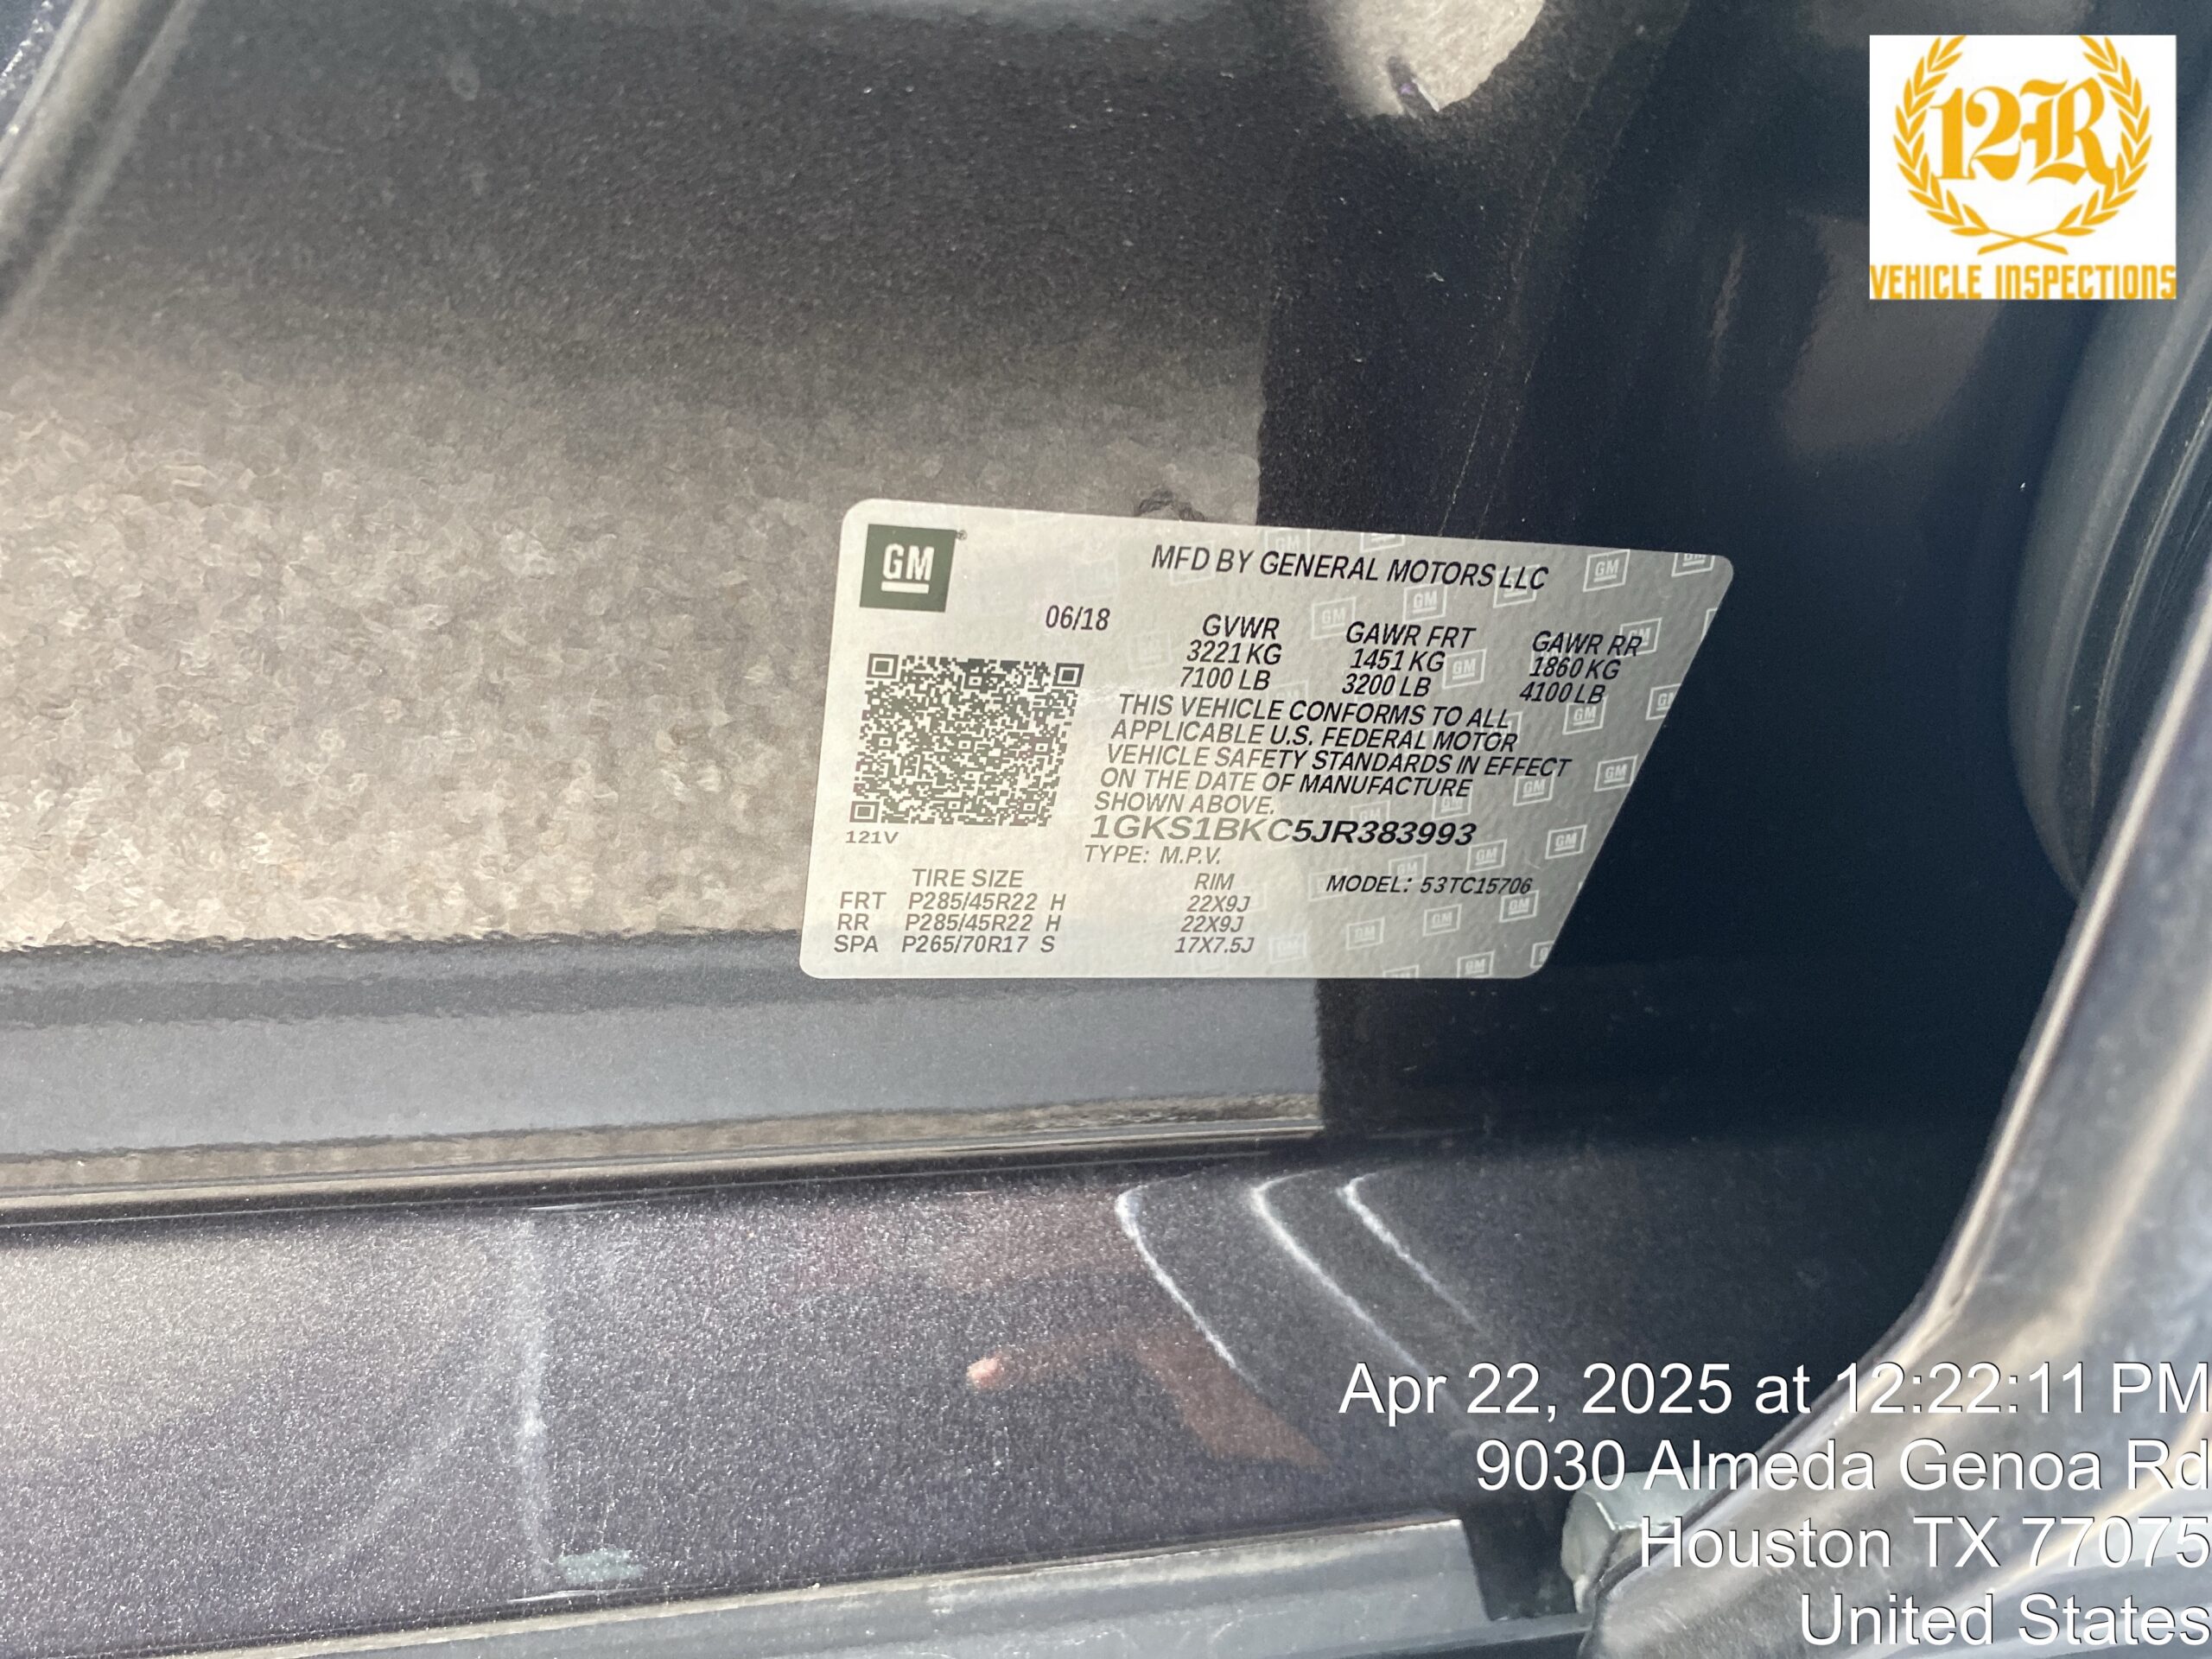 12R
VEHICLE INSPECTIONS
GM
MFD BY GENERAL MOTORS LLC
06/18
GVWR GAWR FRT GAWR RR
3221 KG 1451 KG 1860 KG
7100 LB 3200 LB 4100 LB
THIS VEHICLE CONFORMS TO ALL
APPLICABLE U.S. FEDERAL MOTOR
VEHICLE SAFETY STANDARDS IN EFFECT
ON THE DATE OF MANUFACTURE
SHOWN ABOVE.
121V
1GKS1BKC5JR383993
TYPE: M.P.V.
TIRE SIZE RIM MODEL: 53TC15706
FRT P285/45R22 H 22X9J
RR P285/45R22 H 22X9J
SPA P265/70R17 S 17X7.5J
Apr 22, 2025 at 12:22:11 PM
9030 Almeda Genoa Rd
Houston TX 77075
United States